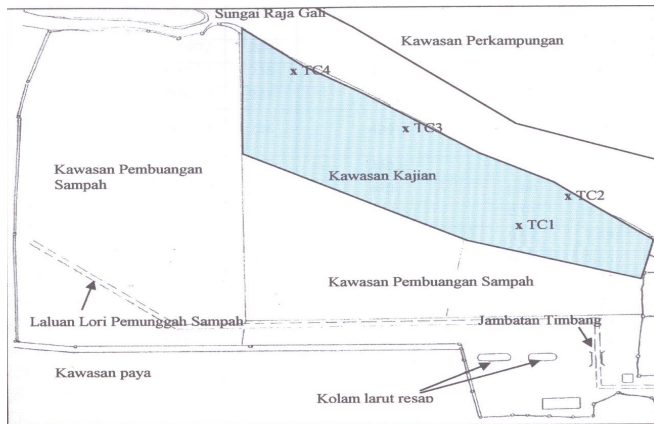 Sungai Raja Gali
Kawasan Perkampungan
x TC4
x TC3
Kawasan Pembuangan
Sampah
Kawasan Kajian
x TC2
x TC1
Kawasan Pembuangan Sampah
Laluan Lori Pemunggah Sampah
Jambatan Timbang
Kawasan paya
Kolam larut resap